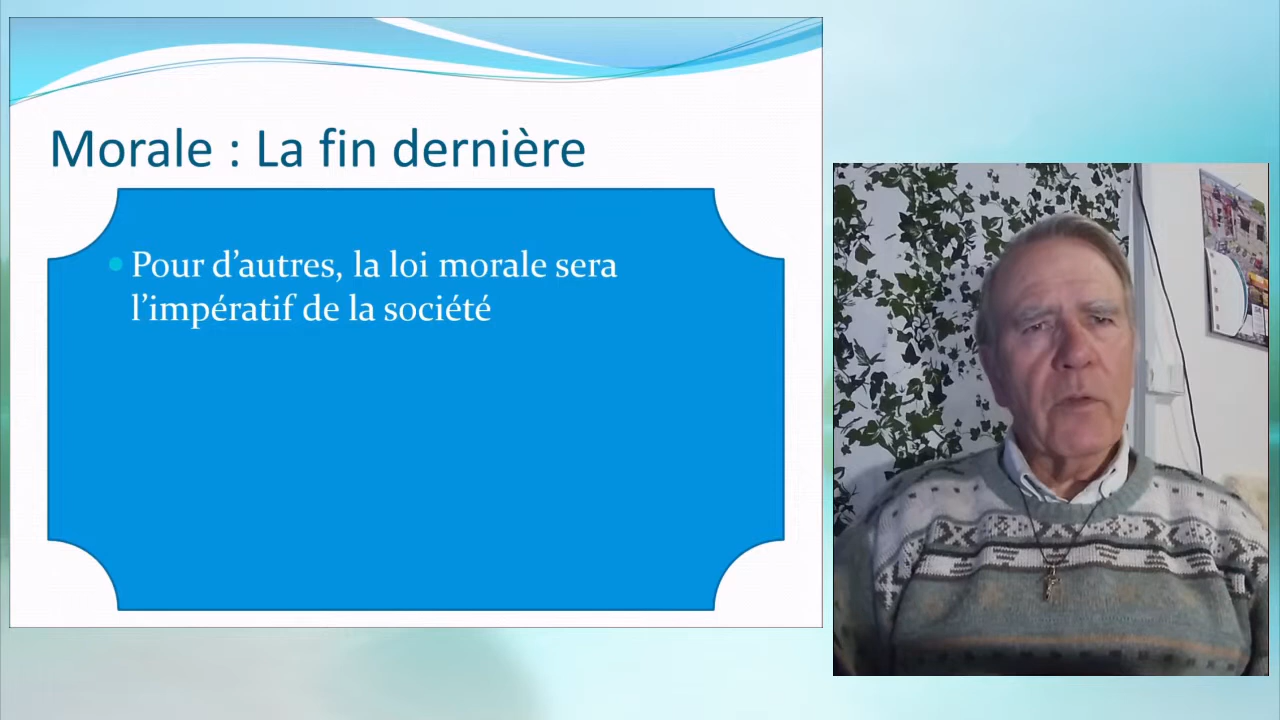 Morale : La fin dernière
Pour d’autres, la loi morale sera
l’impératif de la société